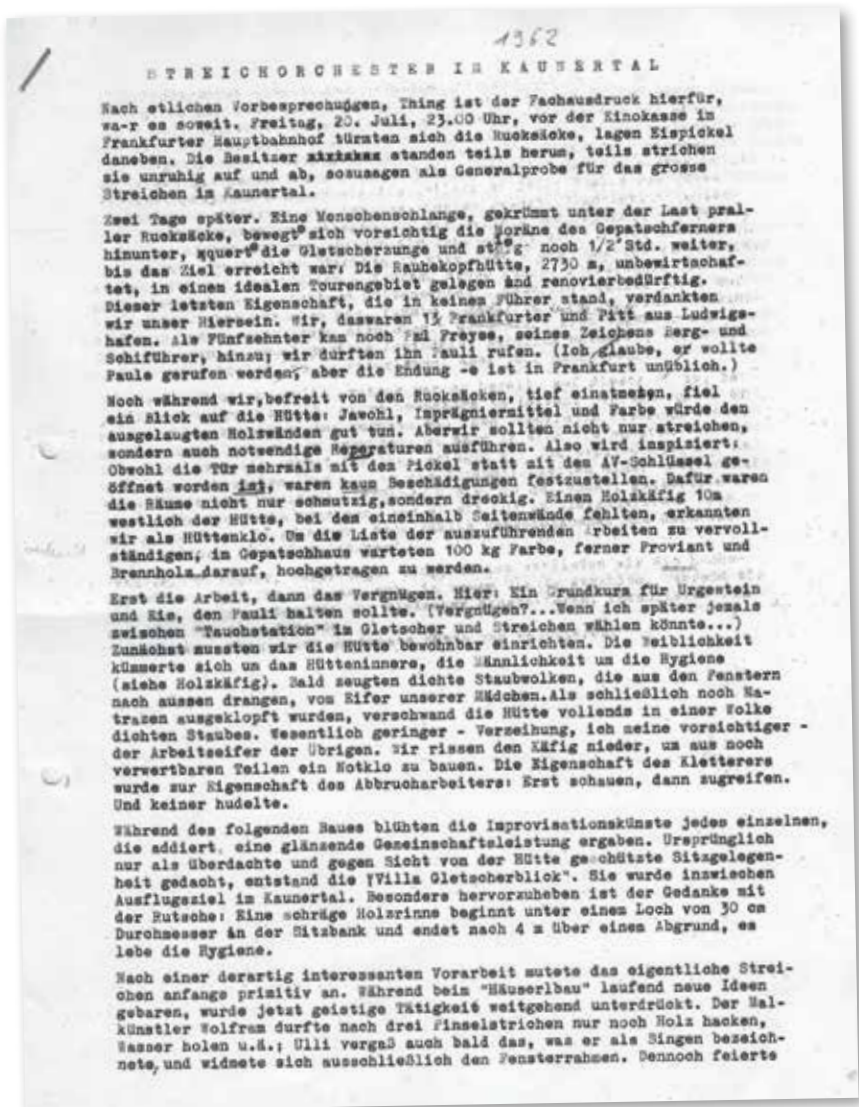 1962
STREICHORCHESTER IM KAUNERTAL
Nach etlichen Vorbesprechungen, Thing ist der Fachausdruck hierfür,
wa-r es soweit. Freitag, 20. Juli, 23.00 Uhr, vor der Kinokasse im
Frankfurter Hauptbahnhof türmten sich die Rucksäcke, lagen Eispickel
daneben. Die Besitzer standen teils herum, teils strichen
sie unruhig auf und ab, sozusagen als Generalprobe für das grosse
Streichen im Kaunertal.
Zwei Tage später. Eine Menschenschlange, gekrümmt unter der Last pral-
ler Rucksäcke, bewegte sich vorsichtig die Moräne des Gepatschferners
hinunter, querte die Gletscherzunge und stieg noch 1/2 Std. weiter,
bis das Ziel erreicht war: Die Rauhekopfhütte, 2730 m, unbewirtschaf-
tet, in einem idealen Tourengebiet gelegen und renovierbedürftig.
Dieser letzten Eigenschaft, die in keinem Führer stand, verdankten
wir unser Hiersein. Wir, daswaren 13 Frankfurter und Pitt aus Ludwigs-
hafen. Als Fünfzehnter kam noch Pal Freyse, seines Zeichens Berg- und
Schiführer, hinzu; wir durften ihn Pauli rufen. (Ich glaube, er wollte
Paule gerufen werden, aber die Endung -e ist in Frankfurt unüblich.)
Noch während wir,befreit von den Rucksäcken, tief einatmeten, fiel
ein Blick auf die Hütte: Jawohl, Imprägniermittel und Farbe würde den
ausgelaugten Holzwänden gut tun. Aberwir sollten nicht nur streichen,
sondern auch notwendige Reparaturen ausführen. Also wird inspiziert:
Obwohl die Tür mehrmals mit dem Pickel statt mit dem AV-Schlüssel ge-
öffnet worden ist, waren kaum Beschädigungen festzustellen. Dafür waren
die Räume nicht nur schmutzig,sondern dreckig. Einen Holzkäfig 10m
westlich der Hütte, bei dem eineinhalb Seitenwände fehlten, erkannten
wir als Hüttenklo. Um die Liste der auszuführenden Arbeiten zu vervoll-
ständigen, im Gepatschhaus warteten 100 kg Farbe, ferner Proviant und
Brennholz darauf, hochgetragen zu werden.
Erst die Arbeit, dann das Vergnügen. Hier: Ein Grundkurs für Urgestein
und Eis, den Pauli halten sollte. (Vergnügen?...Wenn ich später jemals
zwischen "Tauchstation" im Gletscher und Streichen wählen könnte...)
Zunächst mussten wir die Hütte bewohnbar einrichten. Die Weiblichkeit
kümmerte sich um das Hütteninnere, die Männlichkeit um die Hygiene
(siehe Holzkäfig). Bald zeugten dichte Staubwolken, die aus den Fenstern
nach aussen drangen, vom Eifer unserer Mädchen.Als schließlich noch Ma-
trazen ausgeklopft wurden, verschwand die Hütte vollends in einer Wolke
dichten Staubes. Wesentlich geringer - Verzeihung, ich meine vorsichtiger -
der Arbeitseifer der Übrigen. Wir rissen den Käfig nieder, um aus noch
verwertbaren Teilen ein Notklo zu bauen. Die Eigenschaft des Kletterers
wurde zur Eigenschaft des Abbrucharbeiters: Erst schauen, dann zugreifen.
Und keiner hudelte.
Während des folgenden Baues blühten die Improvisationskünste jedes einzelnen,
die addiert eine glänzende Gemeinschaftsleistung ergaben. Ursprünglich
nur als überdachte und gegen Sicht von der Hütte geschützte Sitzgelegen-
heit gedacht, entstand die "Villa Gletscherblick". Sie wurde inzwischen
Ausflugsziel im Kaunertal. Besonders hervorzuheben ist der Gedanke mit
der Rutsche: Eine schräge Holzrinne beginnt unter einem Loch von 30 cm
Durchmesser in der Sitzbank und endet nach 4 m über einem Abgrund, es
lebe die Hygiene.
Nach einer derartig interessanten Vorarbeit mutete das eigentliche Strei-
chen anfangs primitiv an. Während beim "Häuserlbau" laufend neue Ideen
gebaren, wurde jetzt geistige Tätigkeit weitgehend unterdrückt. Der Mal-
künstler Wolfram durfte nach drei Pinselstrichen nur noch Holz hacken,
Wasser holen u.ä.; Ulli vergaß auch bald das, was er als Singen bezeich-
nete, und widmete sich ausschließlich den Fensterrahmen. Dennoch feierte